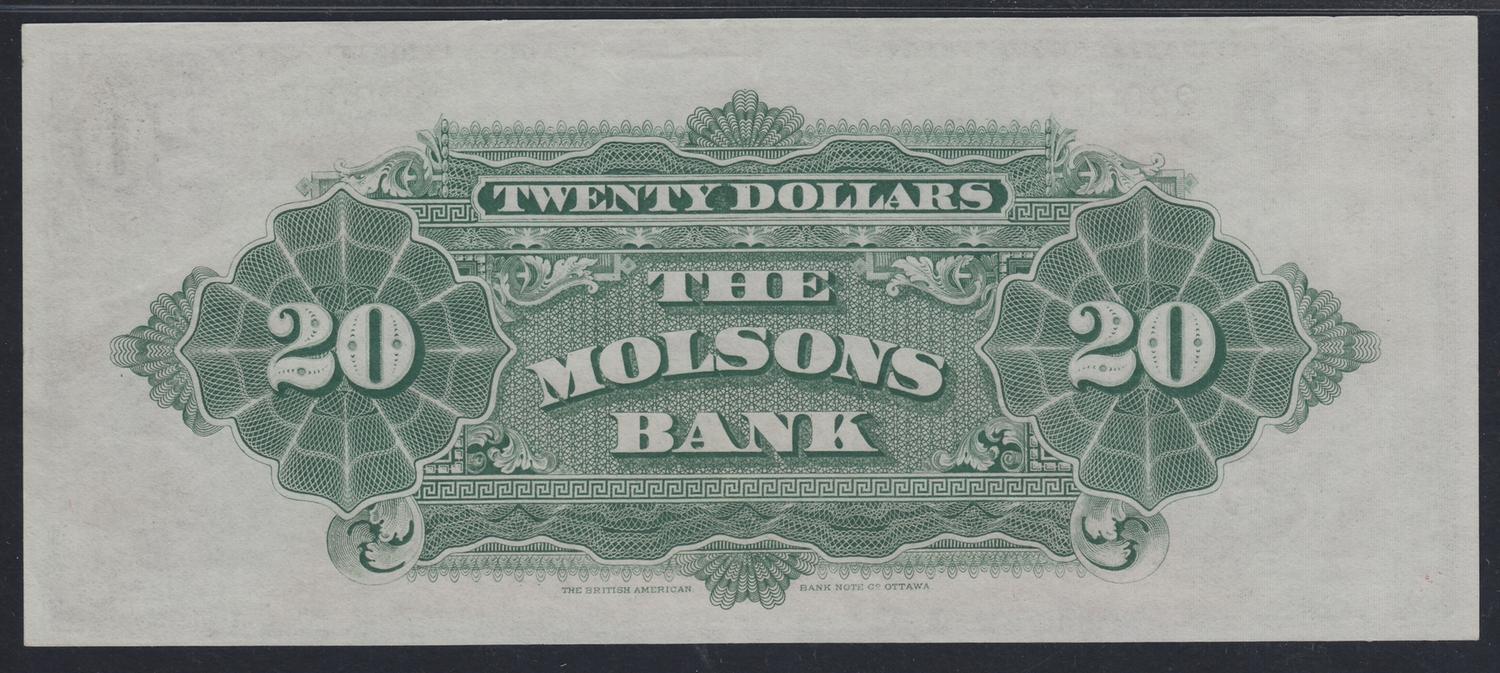 TWENTY DOLLARS
20
THE
20
MOLSONS
BANK
THE BRITISH AMERICAN BANK NOTE Cº OTTAWA